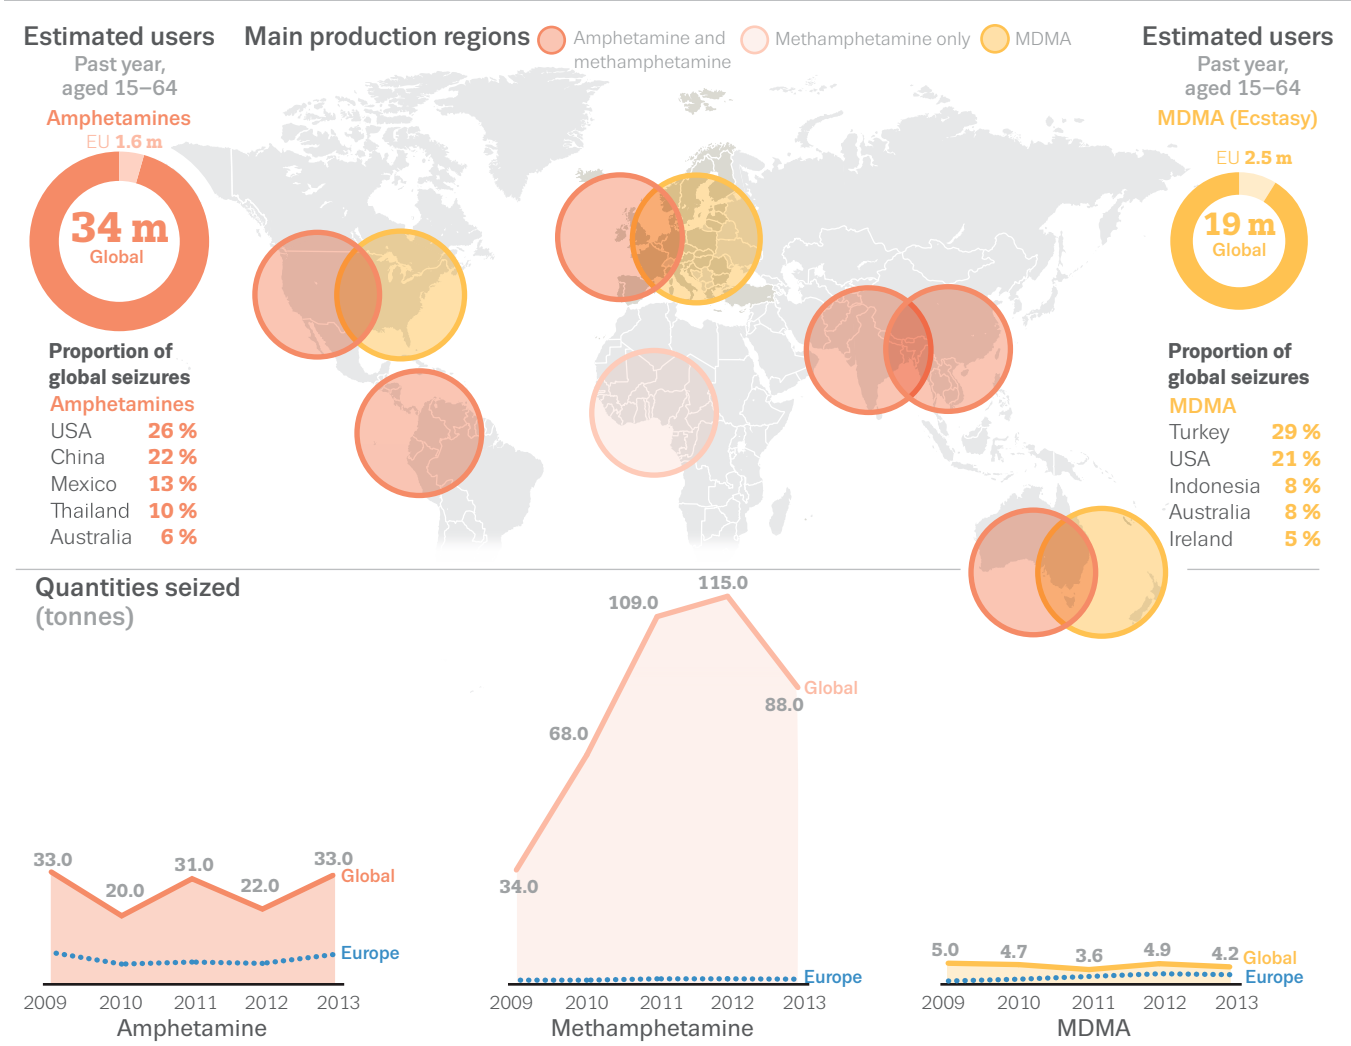 Estimated users
Past year,
aged 15–64
Amphetamines
EU 1.6 m
34 m
Global
Proportion of
global seizures
Amphetamines
USA 26 %
China 22 %
Mexico 13 %
Thailand 10 %
Australia 6 %
Main production regions
Amphetamine and
methamphetamine
Methamphetamine only
MDMA
Estimated users
Past year,
aged 15–64
MDMA (Ecstasy)
EU 2.5 m
19 m
Global
Proportion of
global seizures
MDMA
Turkey 29 %
USA 21 %
Indonesia 8 %
Australia 8 %
Ireland 5 %
Quantities seized
(tonnes)
33.0
20.0
31.0
22.0
33.0
Global
Europe
2009 2010 2011 2012 2013
Amphetamine
34.0
68.0
109.0
115.0
88.0
Global
Europe
2009 2010 2011 2012 2013
Methamphetamine
5.0
4.7
3.6
4.9
4.2
Global
Europe
2009 2010 2011 2012 2013
MDMA